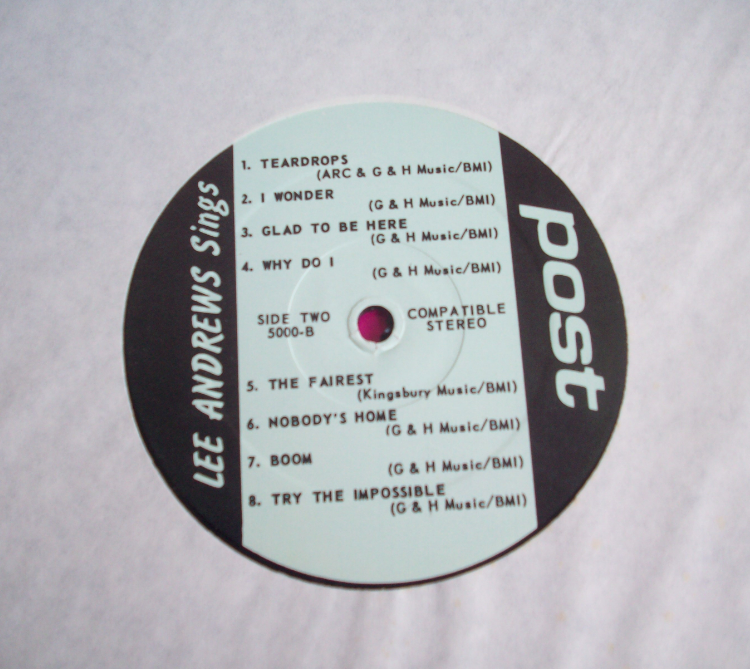 LEE ANDREWS Sings
1. TEARDROPS
(ARC & G & H Music/BMI)
2. I WONDER
(G & H Music/BMI)
3. GLAD TO BE HERE
(G & H Music/BMI)
4. WHY DO I
(G & H Music/BMI)
SIDE TWO
5000-B
COMPATIBLE
STEREO
5. THE FAIREST
(Kingsbury Music/BMI)
6. NOBODY'S HOME
(G & H Music/BMI)
7. BOOM
(G & H Music/BMI)
8. TRY THE IMPOSSIBLE
(G & H Music/BMI)
post